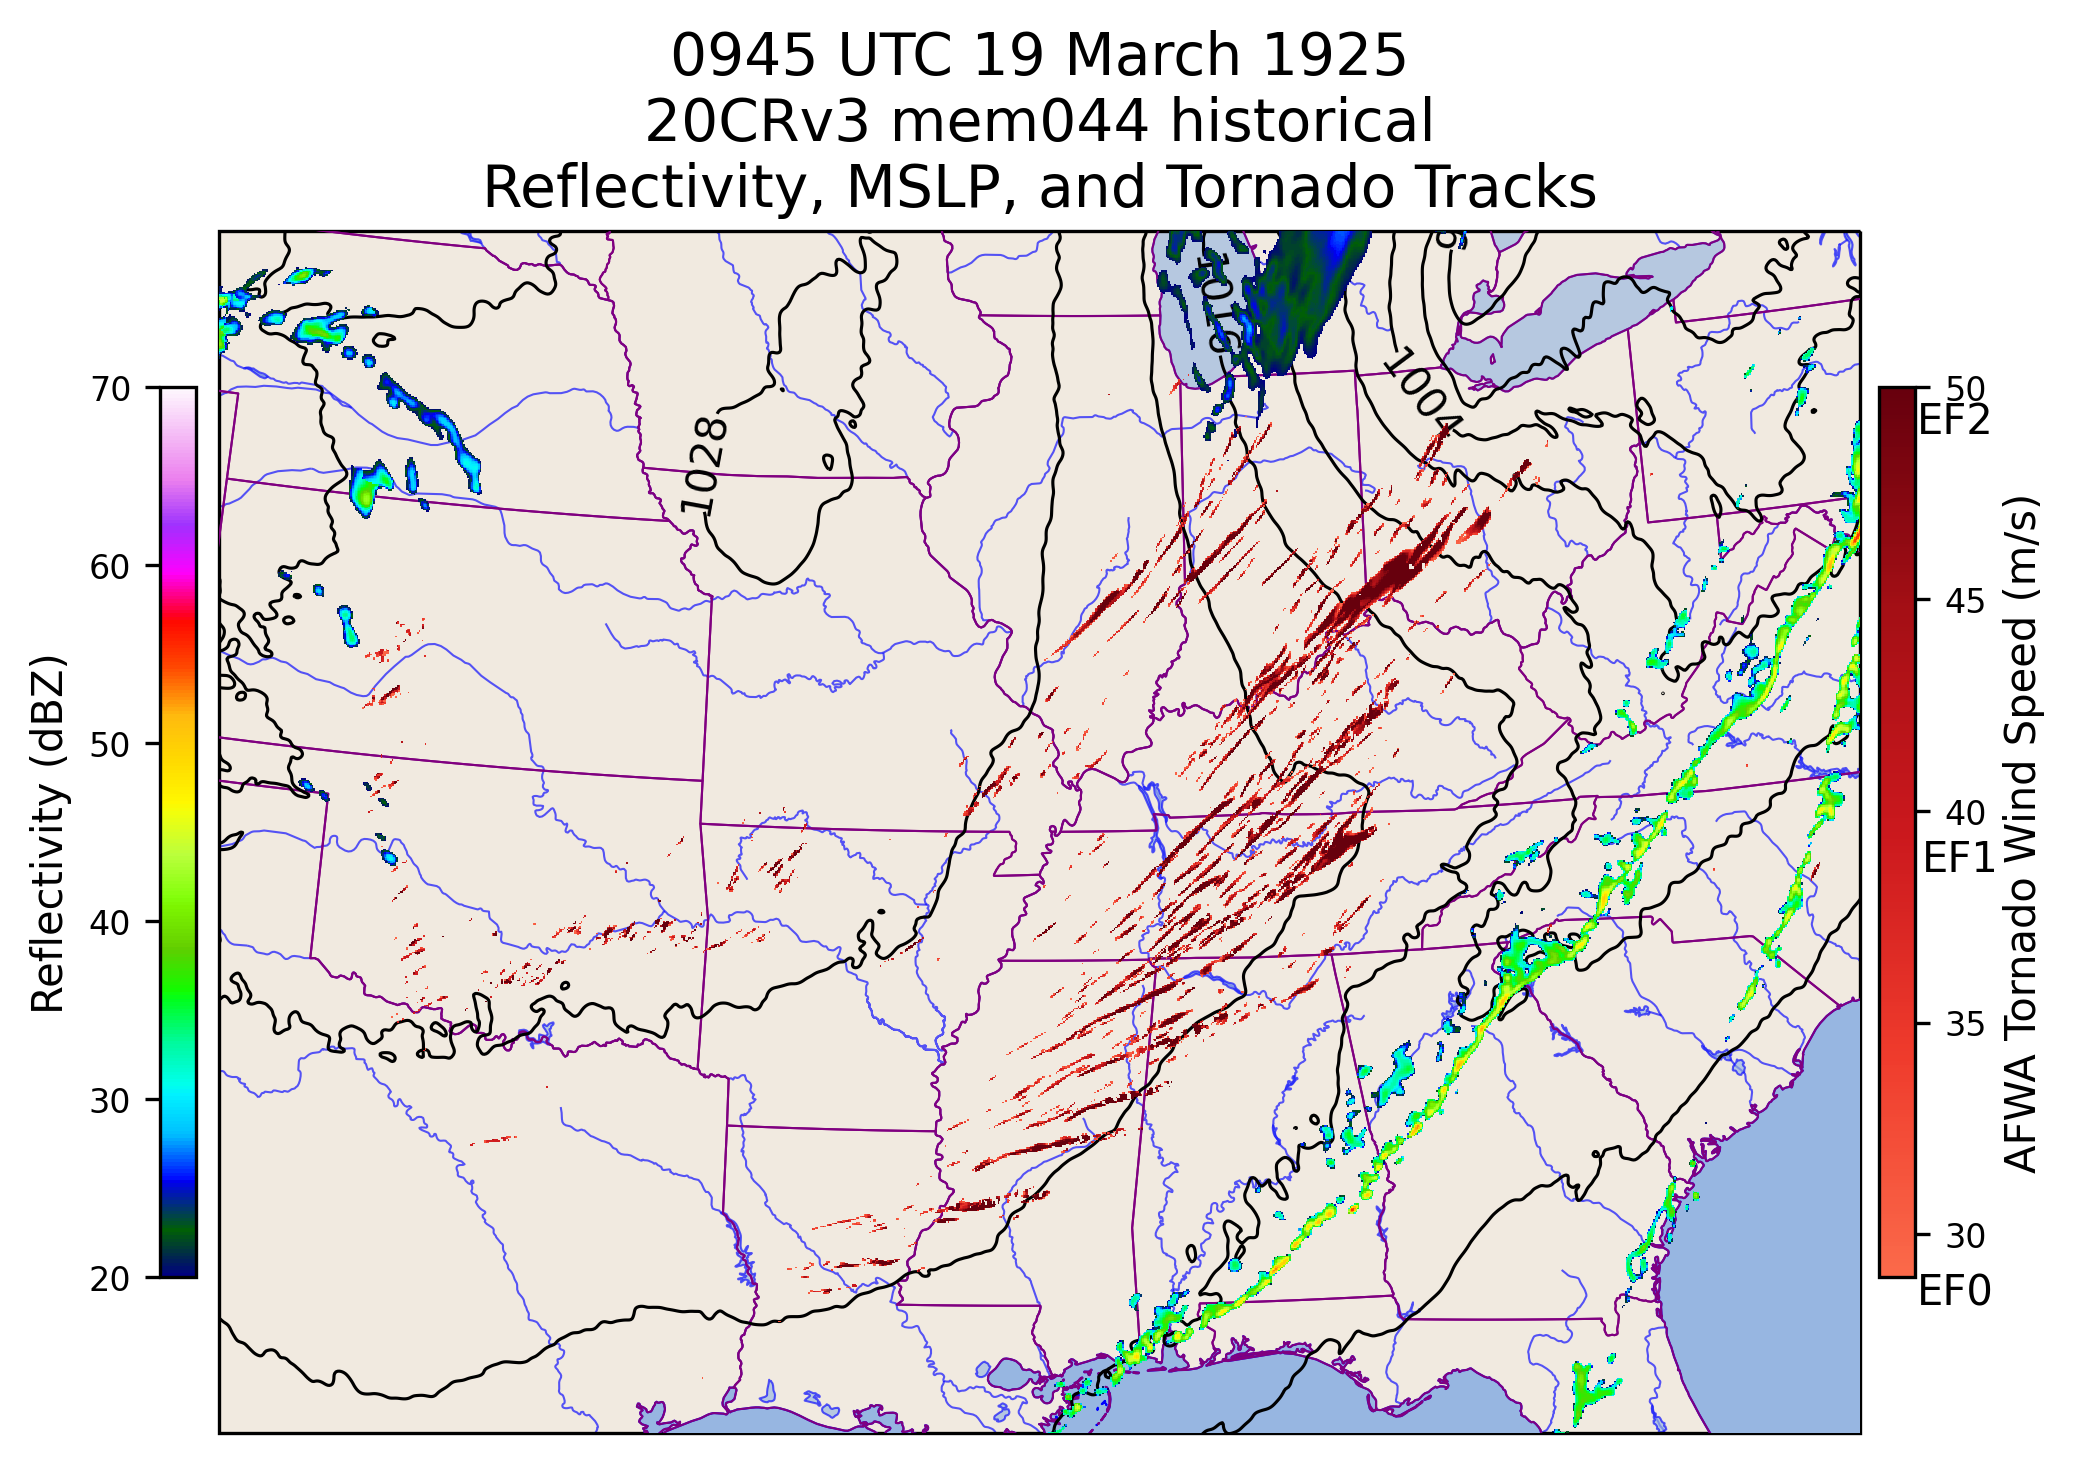 0945 UTC 19 March 1925
20CRv3 mem044 historical
Reflectivity, MSLP, and Tornado Tracks
Reflectivity (dBZ)
70
60
50
40
30
20
1016
1004
1028
50
EF2
45
40
EF1
35
30
EF0
AFWA Tornado Wind Speed (m/s)